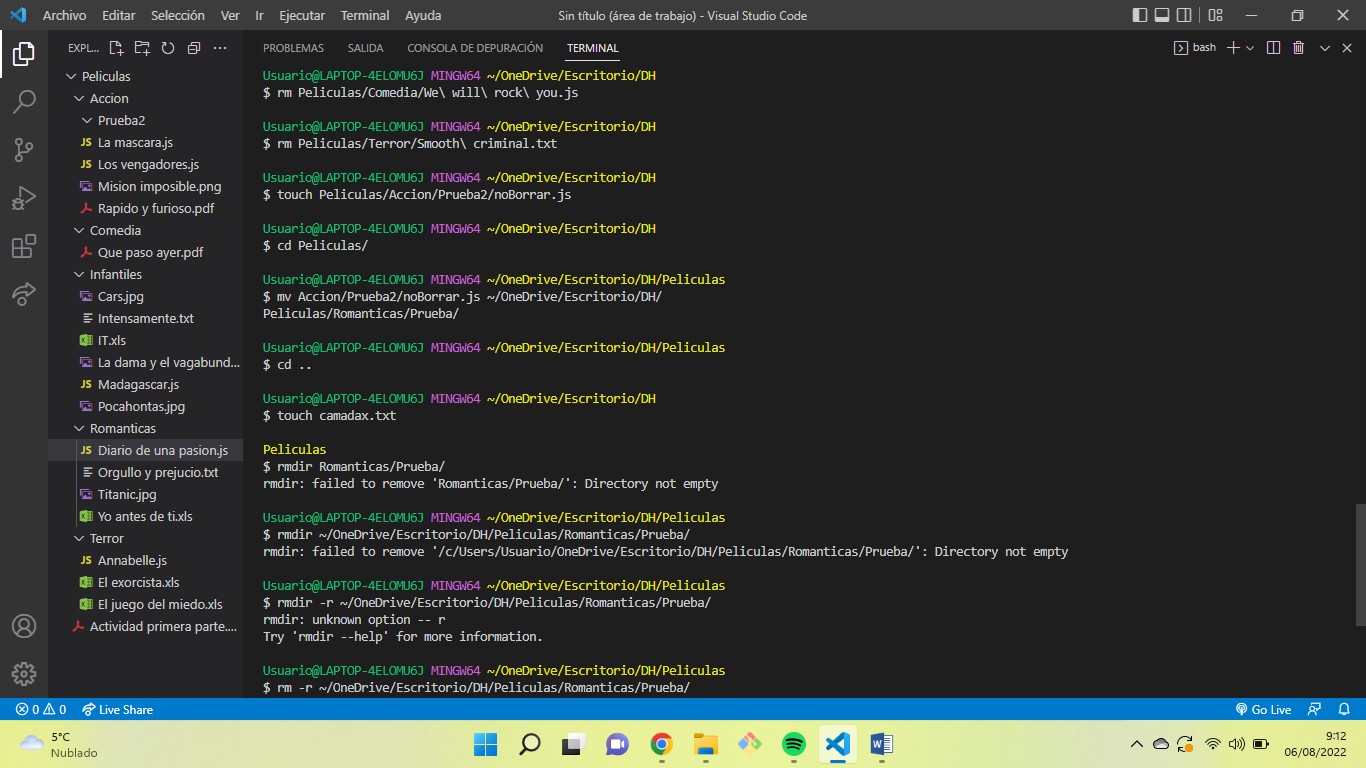 Archivo Editar Selección Ver Ir Ejecutar Terminal Ayuda
Sin título (área de trabajo) - Visual Studio Code
EXPL...
Peliculas
Accion
Prueba2
JS La mascara.js
JS Los vengadores.js
Mision imposible.png
Rapido y furioso.pdf
Comedia
Que paso ayer.pdf
Infantiles
Cars.jpg
Intensamente.txt
IT.xls
La dama y el vagabund...
JS Madagascar.js
Pocahontas.jpg
Romanticas
JS Diario de una pasion.js
Orgullo y prejucio.txt
Titanic.jpg
Yo antes de ti.xls
Terror
JS Annabelle.js
El exorcista.xls
El juego del miedo.xls
Actividad primera parte....
PROBLEMAS SALIDA CONSOLA DE DEPURACIÓN TERMINAL
bash
Usuario@LAPTOP-4ELOMU6J MINGW64 ~/OneDrive/Escritorio/DH
$ rm Peliculas/Comedia/We\ will\ rock\ you.js
Usuario@LAPTOP-4ELOMU6J MINGW64 ~/OneDrive/Escritorio/DH
$ rm Peliculas/Terror/Smooth\ criminal.txt
Usuario@LAPTOP-4ELOMU6J MINGW64 ~/OneDrive/Escritorio/DH
$ touch Peliculas/Accion/Prueba2/noBorrar.js
Usuario@LAPTOP-4ELOMU6J MINGW64 ~/OneDrive/Escritorio/DH
$ cd Peliculas/
Usuario@LAPTOP-4ELOMU6J MINGW64 ~/OneDrive/Escritorio/DH/Peliculas
$ mv Accion/Prueba2/noBorrar.js ~/OneDrive/Escritorio/DH/
Peliculas/Romanticas/Prueba/
Usuario@LAPTOP-4ELOMU6J MINGW64 ~/OneDrive/Escritorio/DH/Peliculas
$ cd ..
Usuario@LAPTOP-4ELOMU6J MINGW64 ~/OneDrive/Escritorio/DH
$ touch camadax.txt
Peliculas
$ rmdir Romanticas/Prueba/
rmdir: failed to remove 'Romanticas/Prueba/': Directory not empty
Usuario@LAPTOP-4ELOMU6J MINGW64 ~/OneDrive/Escritorio/DH/Peliculas
$ rmdir ~/OneDrive/Escritorio/DH/Peliculas/Romanticas/Prueba/
rmdir: failed to remove '/c/Users/Usuario/OneDrive/Escritorio/DH/Peliculas/Romanticas/Prueba/': Directory not empty
Usuario@LAPTOP-4ELOMU6J MINGW64 ~/OneDrive/Escritorio/DH/Peliculas
$ rmdir -r ~/OneDrive/Escritorio/DH/Peliculas/Romanticas/Prueba/
rmdir: unknown option -- r
Try 'rmdir --help' for more information.
Usuario@LAPTOP-4ELOMU6J MINGW64 ~/OneDrive/Escritorio/DH/Peliculas
$ rm -r ~/OneDrive/Escritorio/DH/Peliculas/Romanticas/Prueba/
0 0 Live Share
Go Live
5°C
Nublado
9:12
06/08/2022